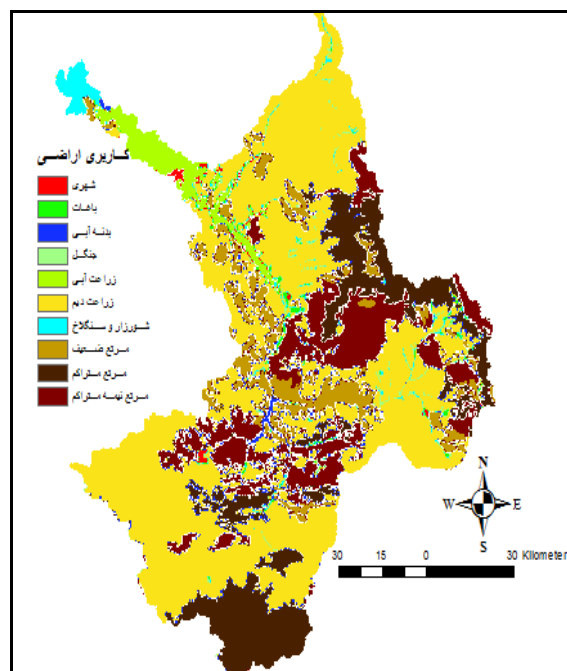 کاربری اراضی
شهری
باغات
بدنه آبی
جنگل
زراعت آبی
زراعت دیم
شورزار و سنگلاخ
مرتع ضعیف
مرتع متراکم
مرتع نیمه متراکم
N
W E
S
30 15 0 30 Kilometer